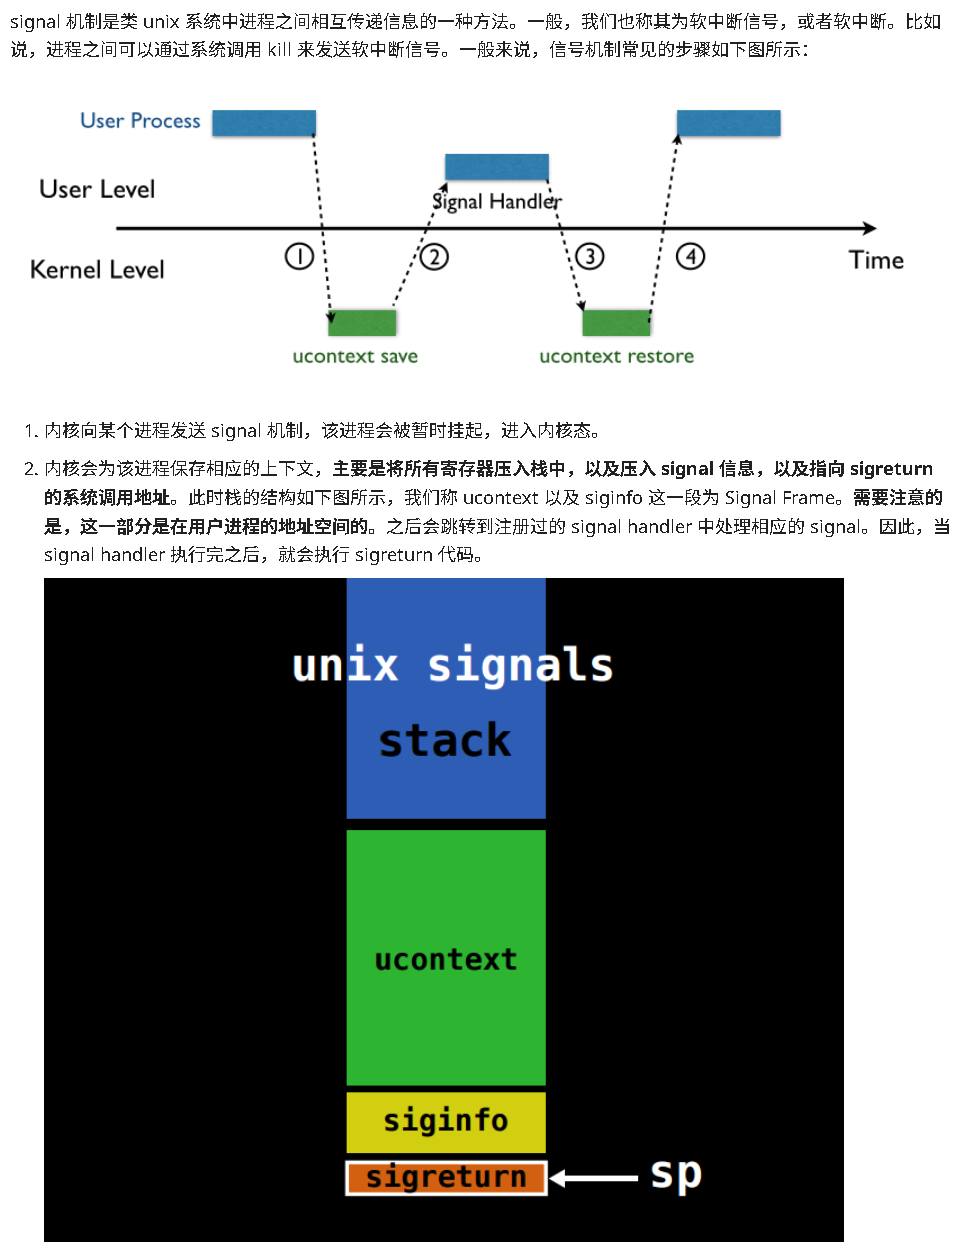 signal 机制是类 unix 系统中进程之间相互传递信息的一种方法。一般，我们也称其为软中断信号，或者软中断。比如
说，进程之间可以通过系统调用 kill 来发送软中断信号。一般来说，信号机制常见的步骤如下图所示：
User Process
User Level
Signal Handler
① ② ③ ④
Kernel Level
Time
ucontext save
ucontext restore
1. 内核向某个进程发送 signal 机制，该进程会被暂时挂起，进入内核态。
2. 内核会为该进程保存相应的上下文，主要是将所有寄存器压入栈中，以及压入 signal 信息，以及指向 sigreturn
的系统调用地址。此时栈的结构如下图所示，我们称 ucontext 以及 siginfo 这一段为 Signal Frame。需要注意的
是，这一部分是在用户进程的地址空间的。之后会跳转到注册过的 signal handler 中处理相应的 signal。因此，当
signal handler 执行完之后，就会执行 sigreturn 代码。
unix signals
stack
ucontext
siginfo
sigreturn
sp